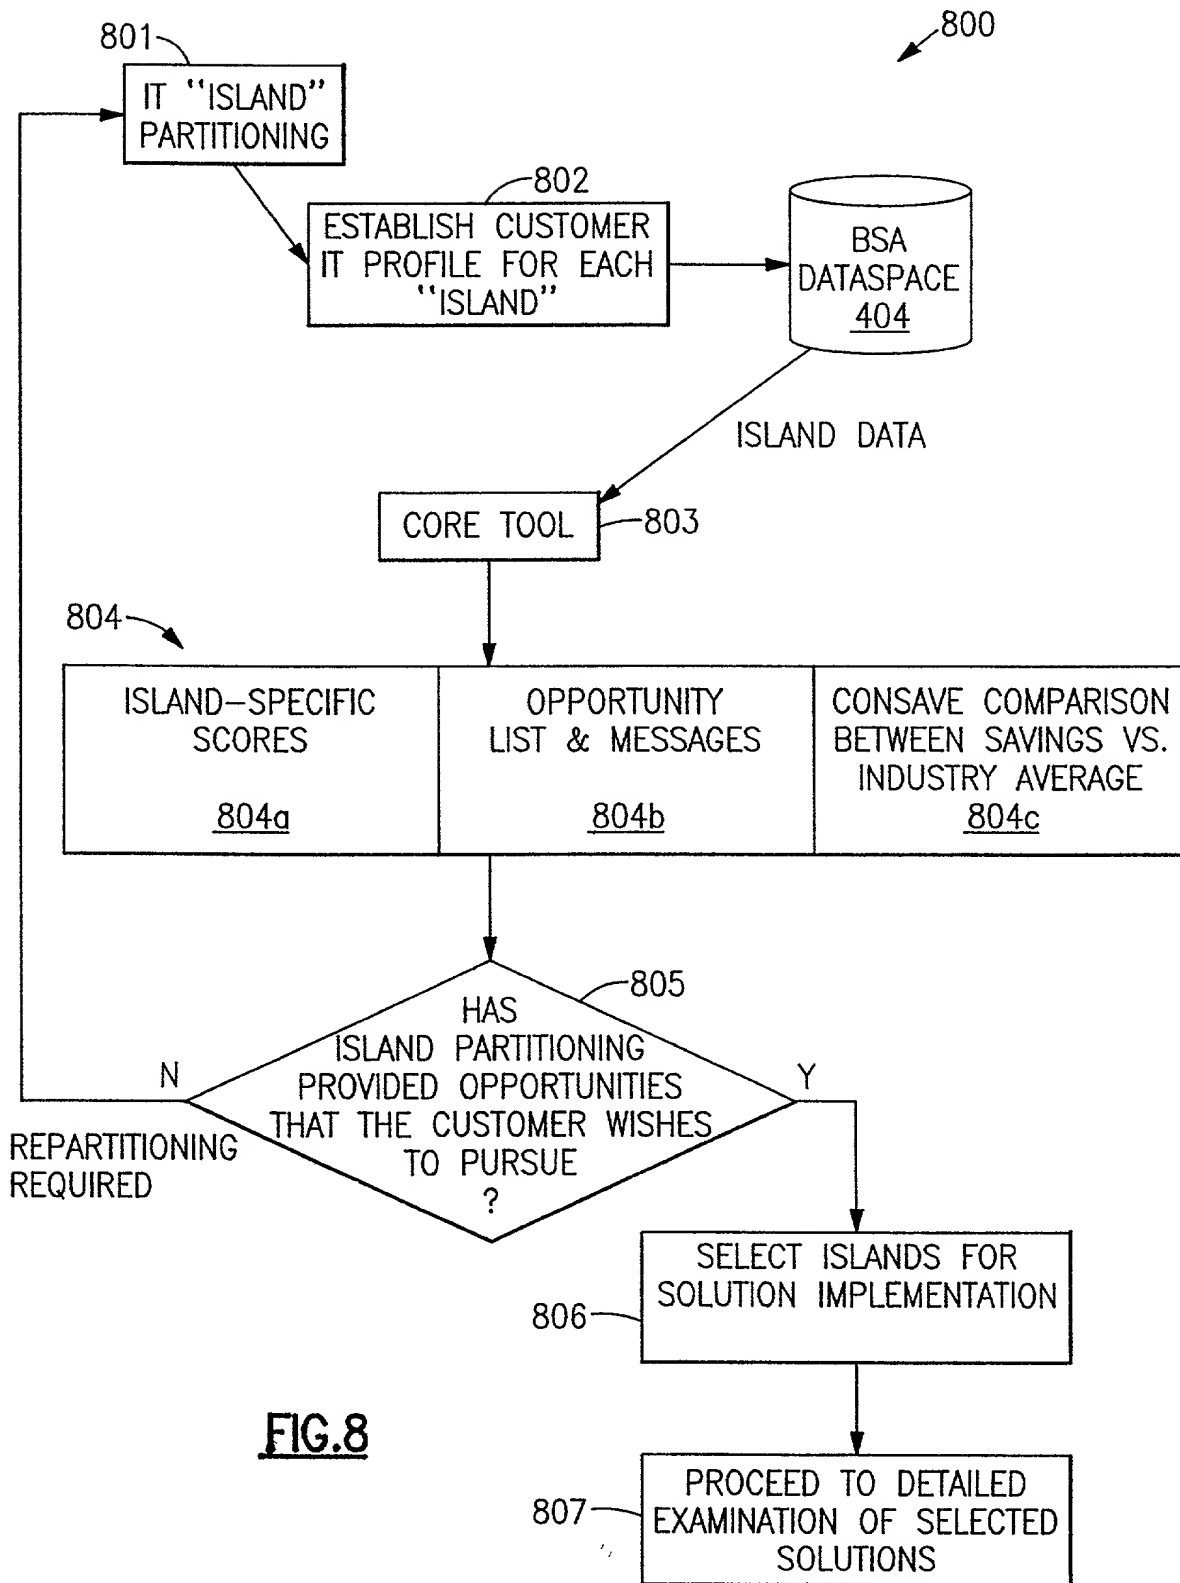 800
801
IT "ISLAND"
PARTITIONING
802
ESTABLISH CUSTOMER
IT PROFILE FOR EACH
"ISLAND"
BSA
DATASPACE
404
ISLAND DATA
CORE TOOL
803
804
ISLAND-SPECIFIC
SCORES
804a
OPPORTUNITY
LIST & MESSAGES
804b
CONSAVE COMPARISON
BETWEEN SAVINGS VS.
INDUSTRY AVERAGE
804c
805
HAS
ISLAND PARTITIONING
PROVIDED OPPORTUNITIES
THAT THE CUSTOMER WISHES
TO PURSUE
?
N
Y
REPARTITIONING
REQUIRED
SELECT ISLANDS FOR
SOLUTION IMPLEMENTATION
806
PROCEED TO DETAILED
EXAMINATION OF SELECTED
SOLUTIONS
807
FIG.8